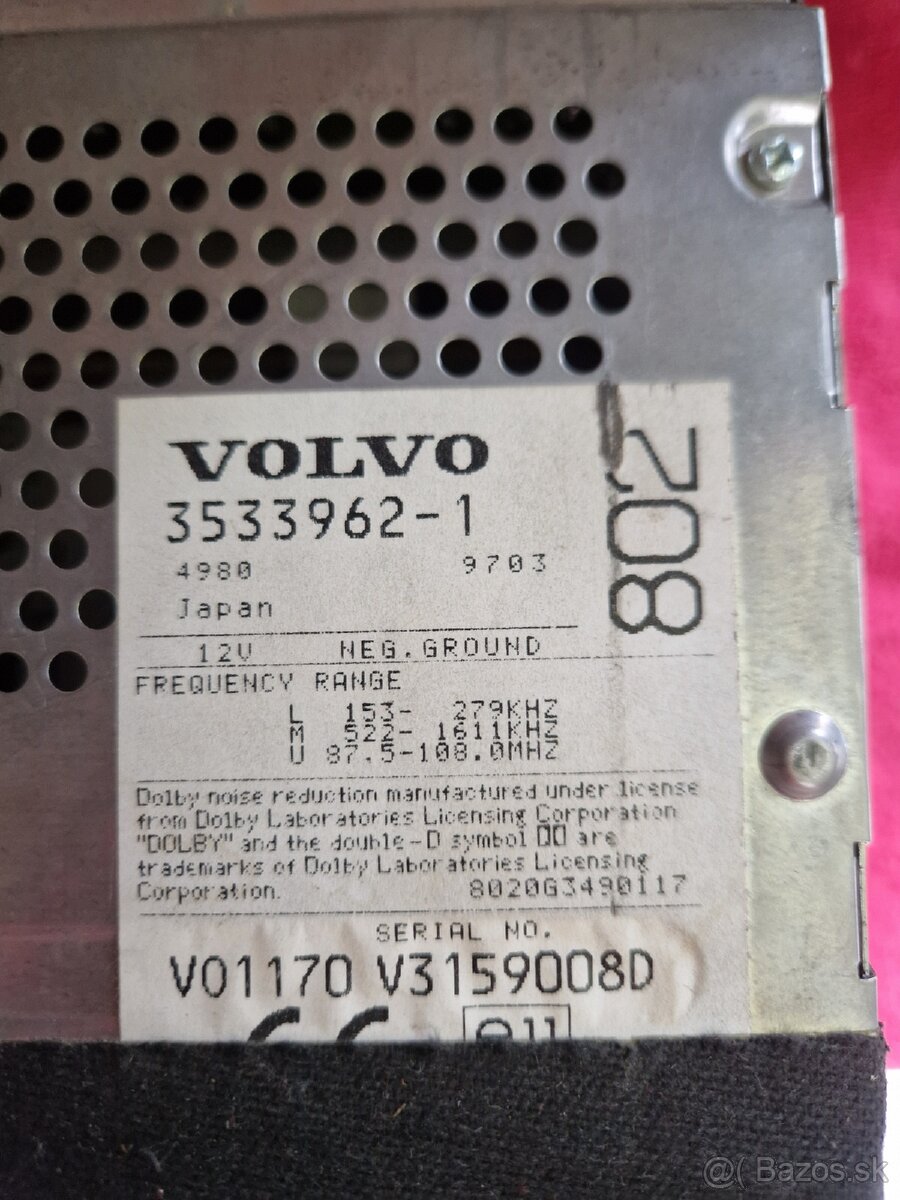 VOLVO
3533962-1
4980 9703
Japan
802
12V NEG.GROUND
FREQUENCY RANGE
L 153- 279KHZ
M 522- 1611KHZ
U 87.5-108.0MHZ
Dolby noise reduction manufactured under license
from Dolby Laboratories Licensing Corporation
"DOLBY" and the double-D symbol are
trademarks of Dolby Laboratories Licensing
Corporation. 8020G3490117
SERIAL NO.
V01170 V3159008D
CE e11
@( Bazos.sk